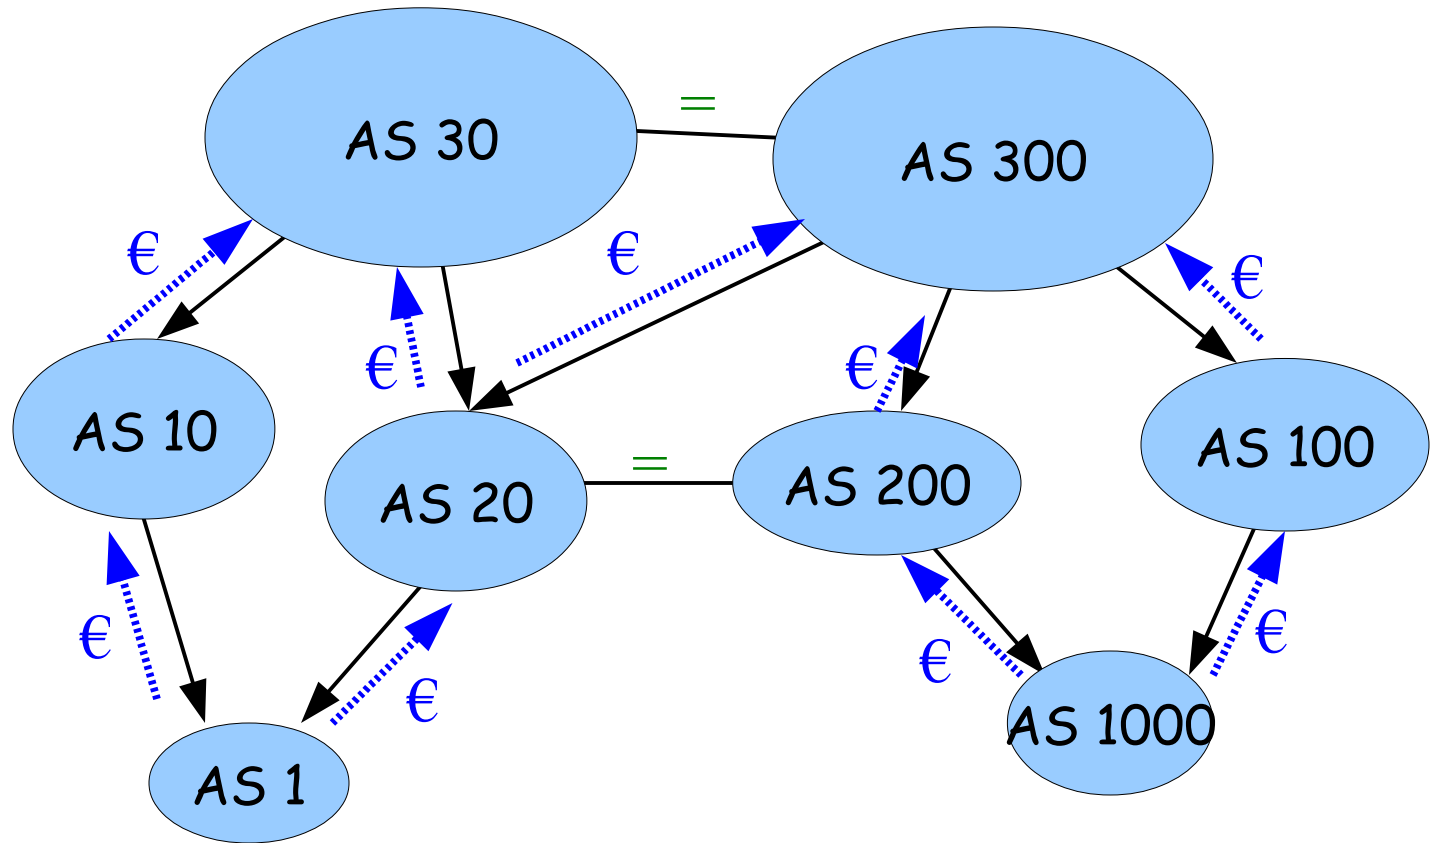 =
AS 30
AS 300
€
€
€
€
€
AS 10
AS 20
=
AS 200
AS 100
€
€
€
€
AS 1
AS 1000